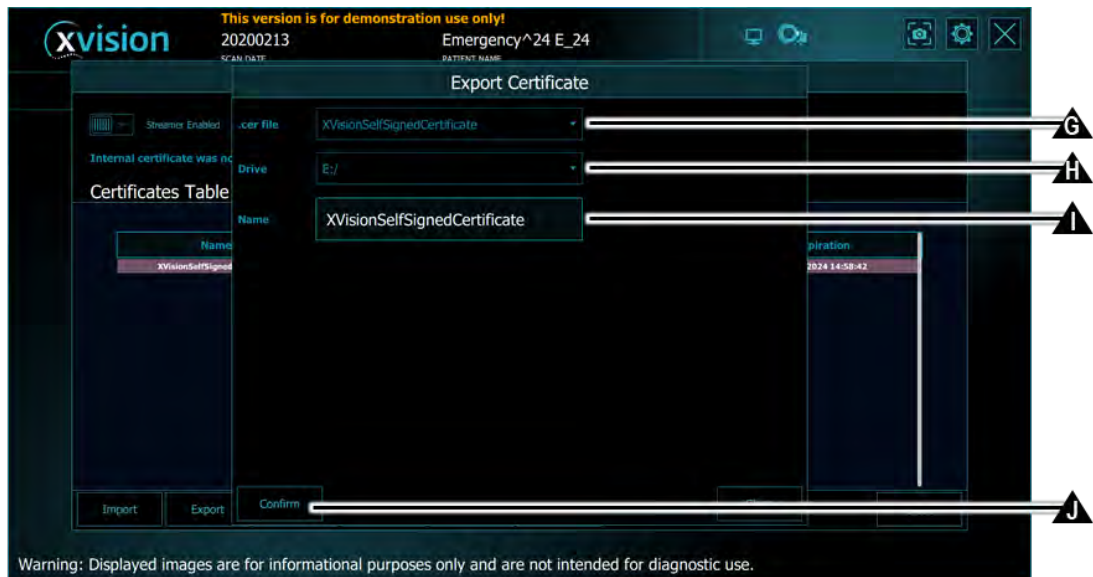 This version is for demonstration use only!
xvision
20200213
Emergency^24 E_24
SCAN DATE
PATIENT NAME
Export Certificate
Streamer Enabled
.cer file
XVisionSelfSignedCertificate
G
Internal certificate was no
Drive
E:/
H
Certificates Table
Name
XVisionSelfSignedCertificate
I
Name
piration
XVisionSelfSigned
2024 14:58:42
Import
Export
Confirm
J
Warning: Displayed images are for informational purposes only and are not intended for diagnostic use.